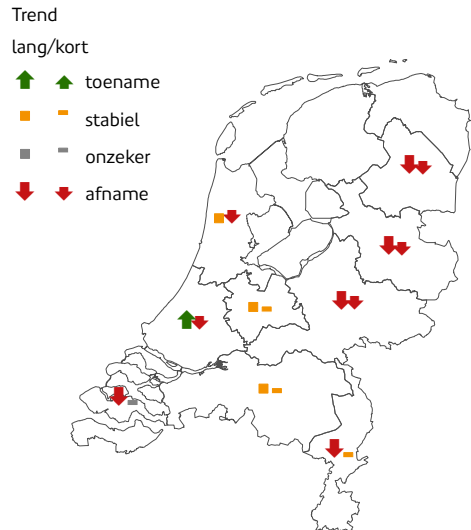 Trend
lang/kort
toename
stabiel
onzeker
afname